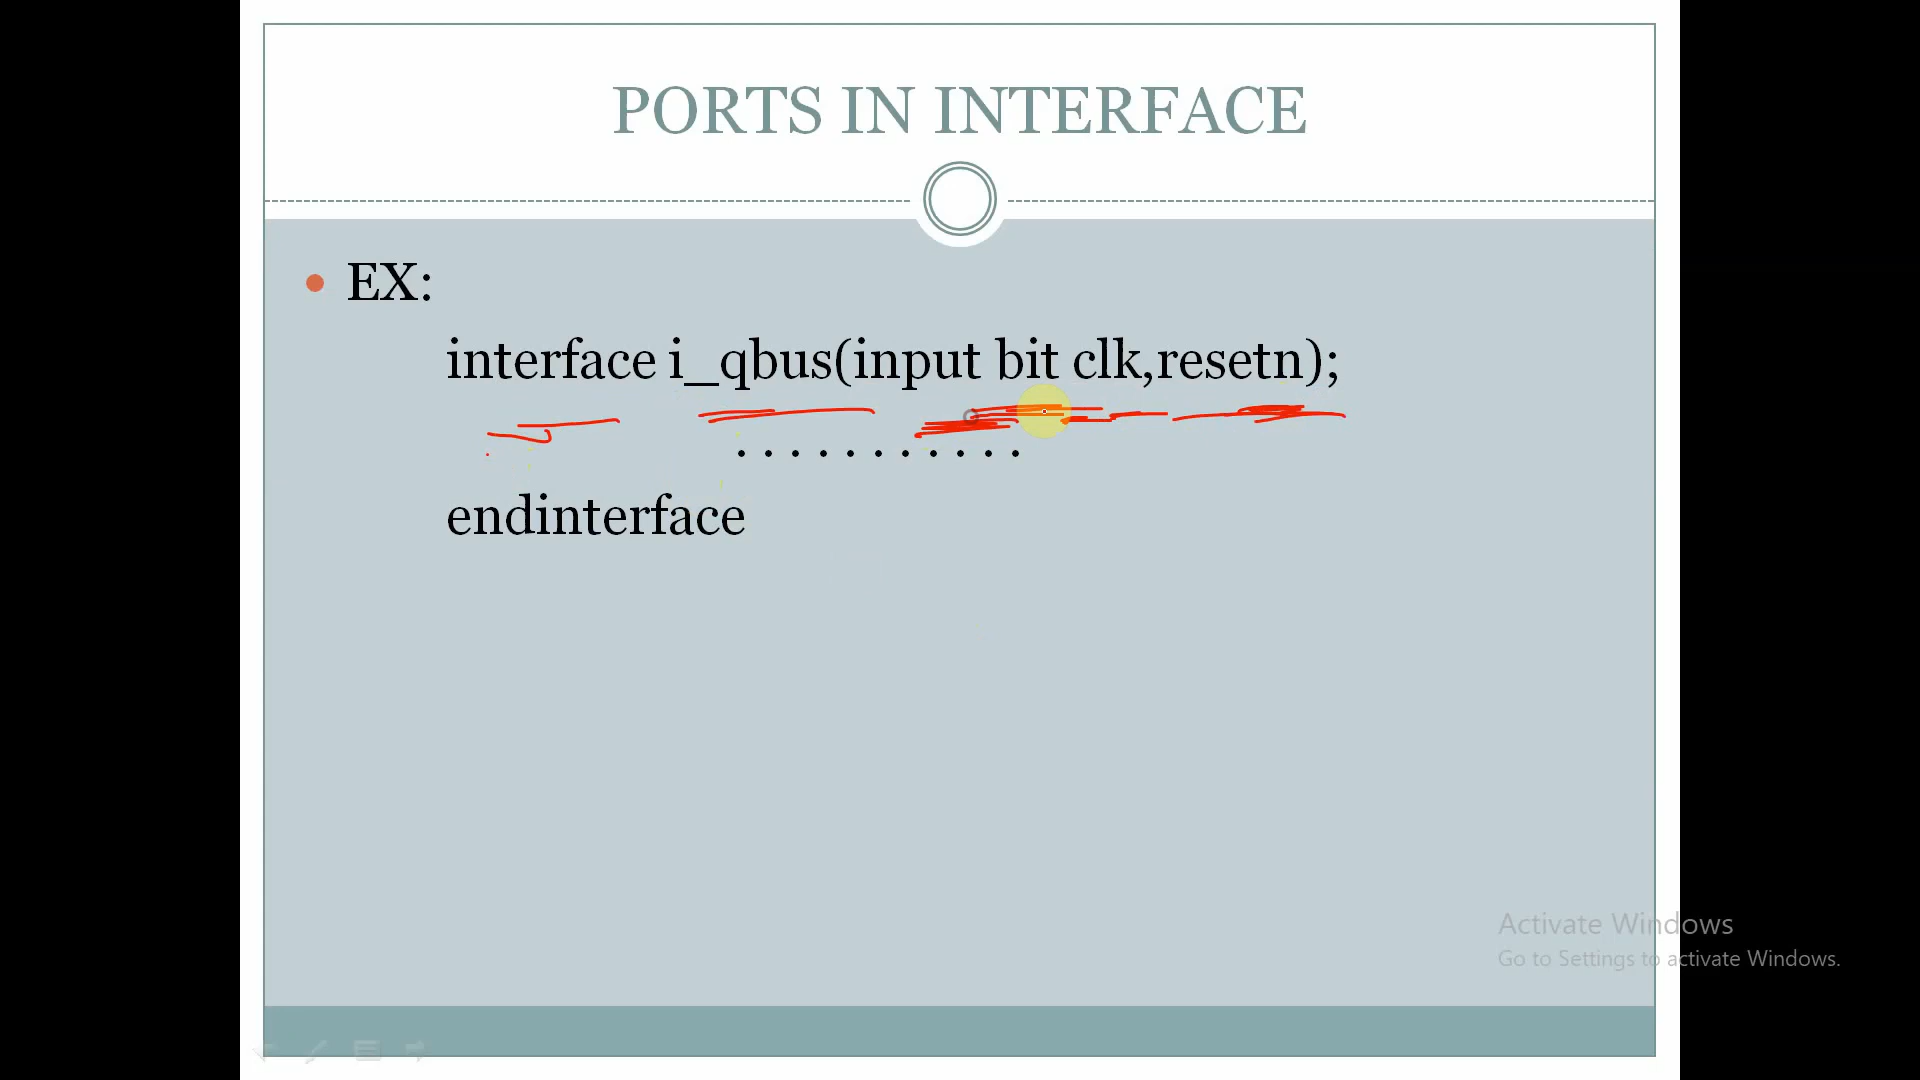 PORTS IN INTERFACE
• EX:
interface i_qbus(input bit clk,resetn);
...........
endinterface
Activate Windows
Go to Settings to activate Windows.